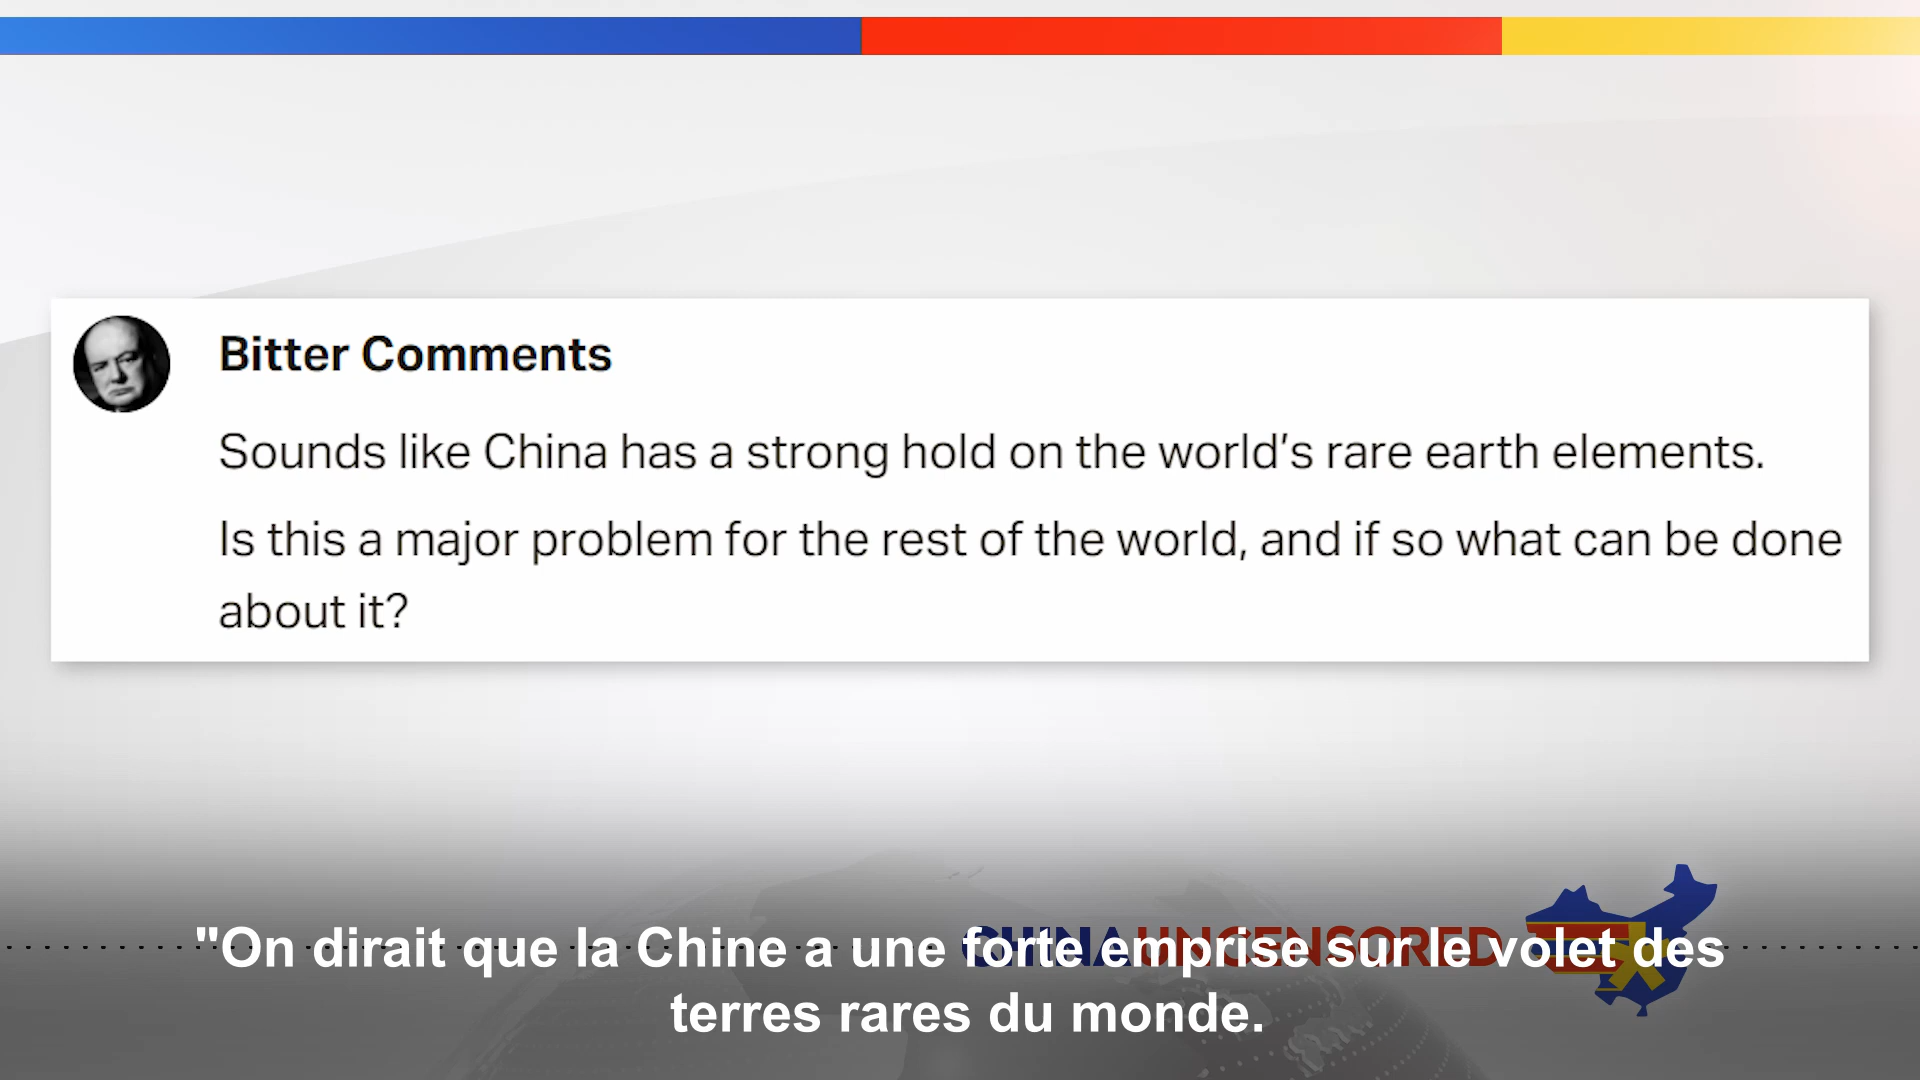 Bitter Comments
Sounds like China has a strong hold on the world's rare earth elements.
Is this a major problem for the rest of the world, and if so what can be done
about it?
CHINA UNCENSORED
"On dirait que la Chine a une forte emprise sur le volet des
terres rares du monde.